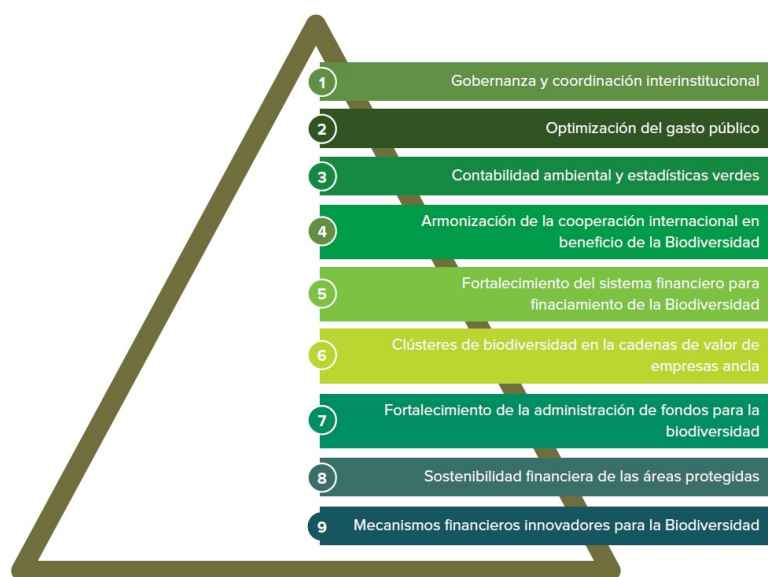 1
Gobernanza y coordinación interinstitucional
2
Optimización del gasto público
3
Contabilidad ambiental y estadísticas verdes
4
Armonización de la cooperación internacional en
beneficio de la Biodiversidad
5
Fortalecimiento del sistema financiero para
finaciamiento de la Biodiversidad
6
Clústeres de biodiversidad en la cadenas de valor de
empresas ancla
7
Fortalecimiento de la administración de fondos para la
biodiversidad
8
Sostenibilidad financiera de las áreas protegidas
9
Mecanismos financieros innovadores para la Biodiversidad